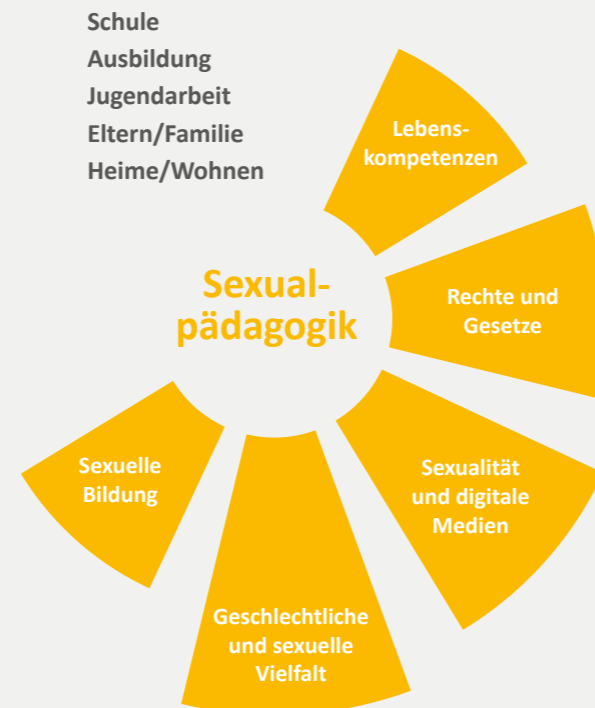 Schule
Ausbildung
Jugendarbeit
Eltern/Familie
Heime/Wohnen
Lebens-
kompetenzen
Sexual-
pädagogik
Rechte und
Gesetze
Sexualität
und digitale
Medien
Sexuelle
Bildung
Geschlechtliche
und sexuelle
Vielfalt